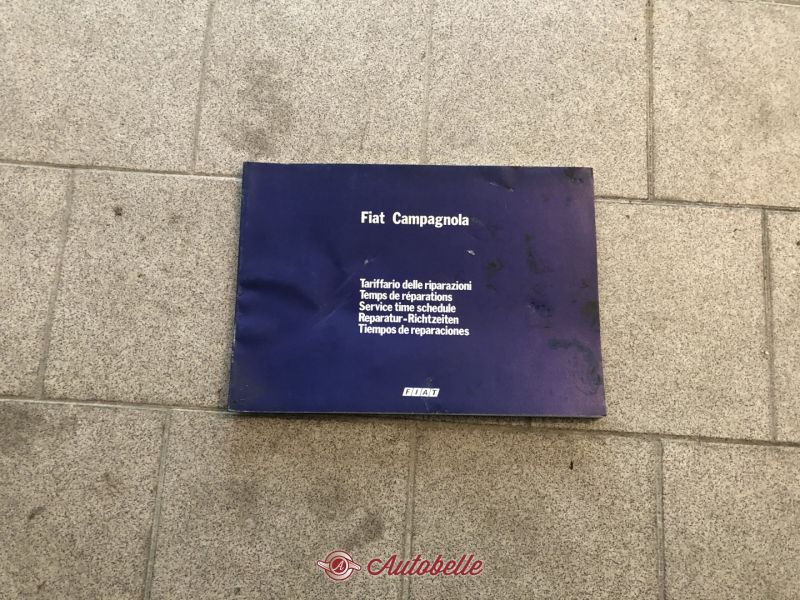 Fiat Campagnola
Tariffario delle riparazioni
Temps de réparations
Service time schedule
Reparatur-Richtzeiten
Tiempos de reparaciones
FIAT
A Autobelle